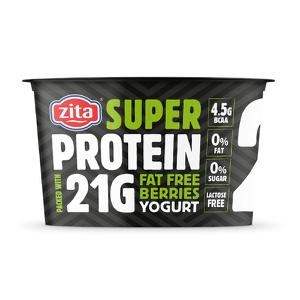 zita
SUPER
PROTEIN
PACKED WITH
21G
FAT FREE
BERRIES
YOGURT
4.5G
BCAA
0%
FAT
0%
SUGAR
LACTOSE
FREE
2